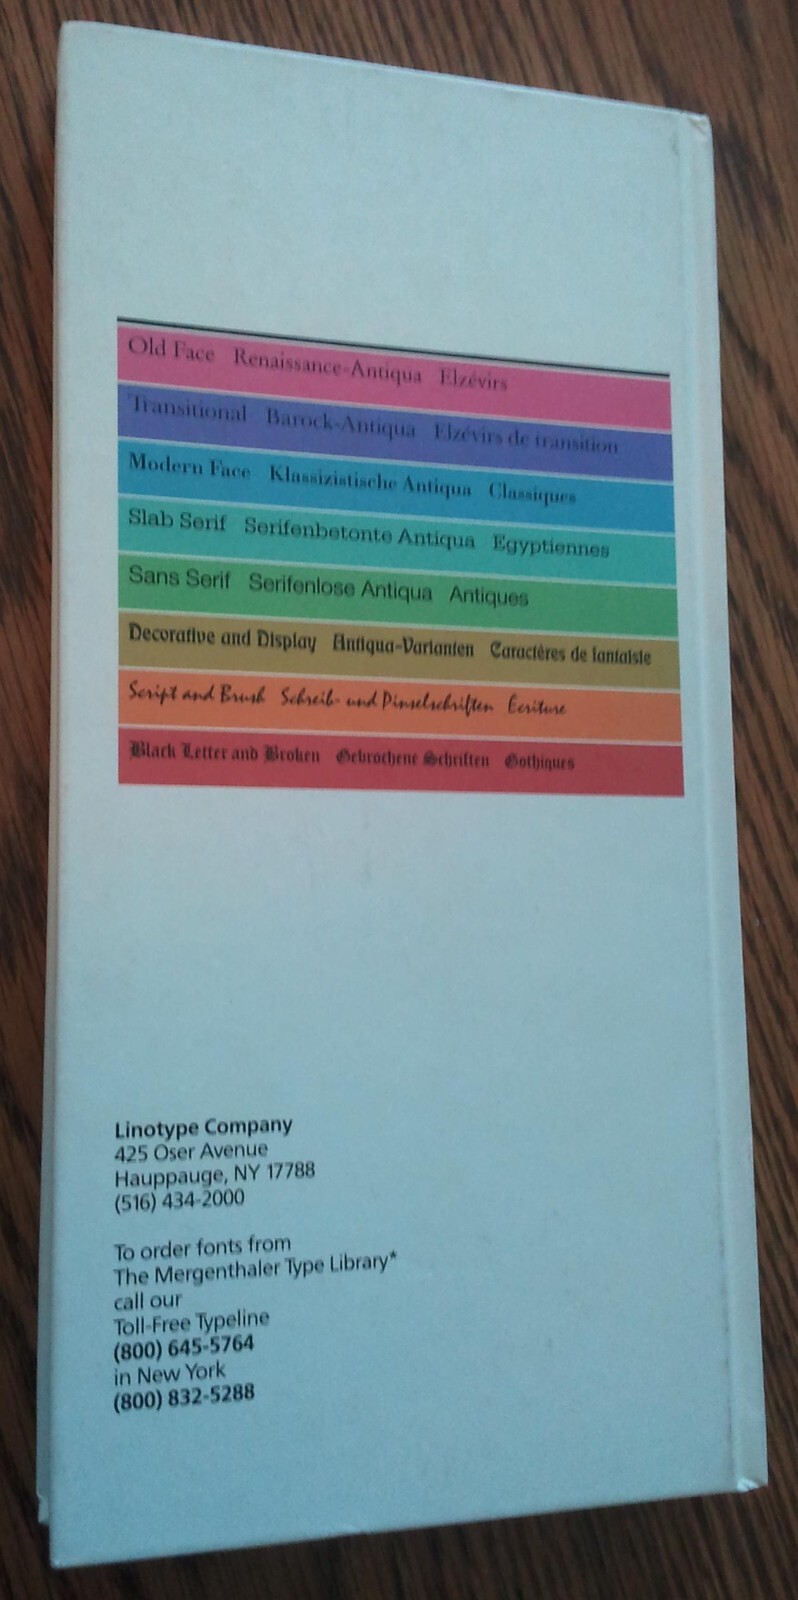 Old Face Renaissance-Antiqua Elzévirs
Transitional Barock-Antiqua Elzévirs de transition
Modern Face Klassizistische Antiqua Classiques
Slab Serif Serifenbetonte Antiqua Egyptiennes
Sans Serif Serifenlose Antiqua Antiques
Decorative and Display Antiqua-Varianten Caractères de fantaisie
Script and Brush Schreib- und Pinselschriften Écriture
Black Letter and Broken Gebrochene Schriften Gothiques
Linotype Company
425 Oser Avenue
Hauppauge, NY 17788
(516) 434-2000
To order fonts from
The Mergenthaler Type Library*
call our
Toll-Free Typeline
(800) 645-5764
in New York
(800) 832-5288